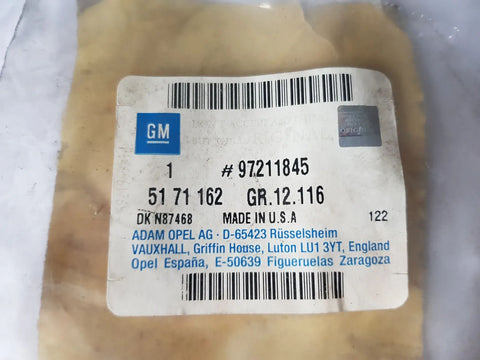 GM
ORIGINAL
1 # 97211845
51 71 162 GR.12.116
DK N87468 MADE IN U.S.A 122
ADAM OPEL AG · D-65423 Rüsselsheim
VAUXHALL, Griffin House, Luton LU1 3YT, England
Opel España, E-50639 Figueruelas Zaragoza